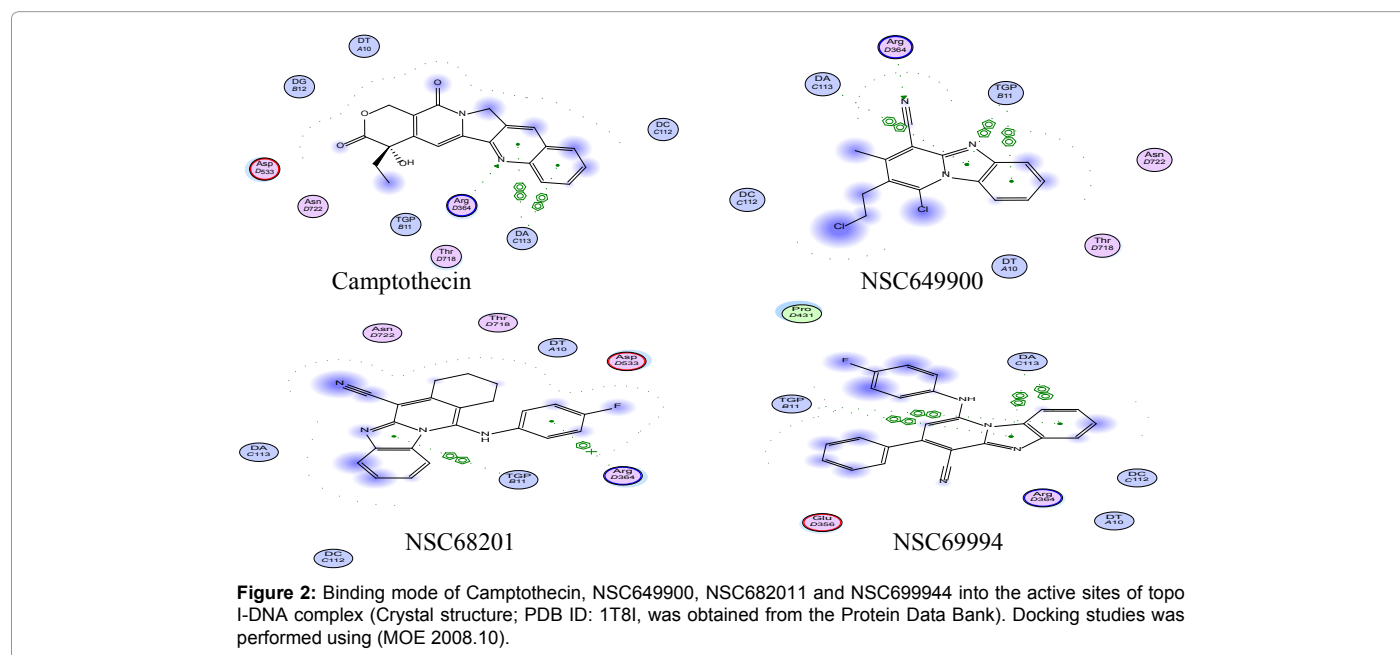 DT
A10
DG
B12
O
O
N
O
O
OH
N
DC
C112
Asp
D533
Asn
D722
Arg
D364
TGP
B11
DA
C113
Thr
D718
Camptothecin
Arg
D364
DA
C113
TGP
B11
N
N
N
Asn
D722
DC
C112
Cl
Cl
Thr
D718
DT
A10
NSC649900
Asn
D722
Thr
D718
DT
A10
Asp
D533
N
F
N
N
NH
DA
C113
TGP
B11
Arg
D364
NSC68201
DC
C112
Pro
D431
F
DA
C113
NH
TGP
B11
N
N
N
DC
C112
Arg
D364
DT
A10
Glu
D356
NSC69994
Figure 2: Binding mode of Camptothecin, NSC649900, NSC682011 and NSC699944 into the active sites of topo
I-DNA complex (Crystal structure; PDB ID: 1T8I, was obtained from the Protein Data Bank). Docking studies was
performed using (MOE 2008.10).